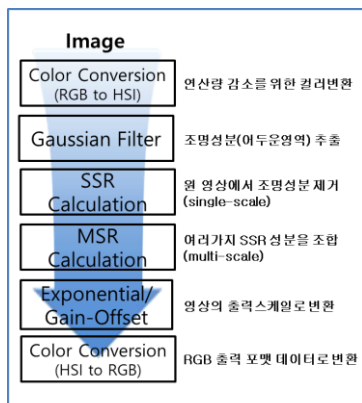 Image
Color Conversion
(RGB to HSI)
연산량 감소를 위한 컬러변환
Gaussian Filter
조명성분(어두운영역) 추출
SSR
Calculation
원 영상에서 조명성분 제거
(single-scale)
MSR
Calculation
여러가지 SSR 성분을 조합
(multi-scale)
Exponential/
Gain-Offset
영상의 출력스케일로변환
Color Conversion
(HSI to RGB)
RGB 출력 포맷 데이터로변환